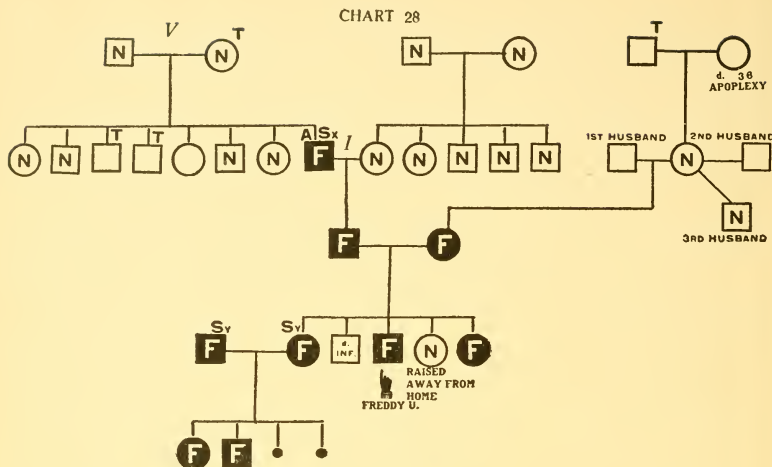 CHART 28
V
T
T
N N
N N
d. 36
APOPLEXY
A Sx I
T T
1ST HUSBAND 2ND HUSBAND
N N N N F N N N N N N
N
3RD HUSBAND
F F
Sy Sy
F F d. INF. F N F
RAISED
AWAY FROM
HOME
FREDDY U.
F F